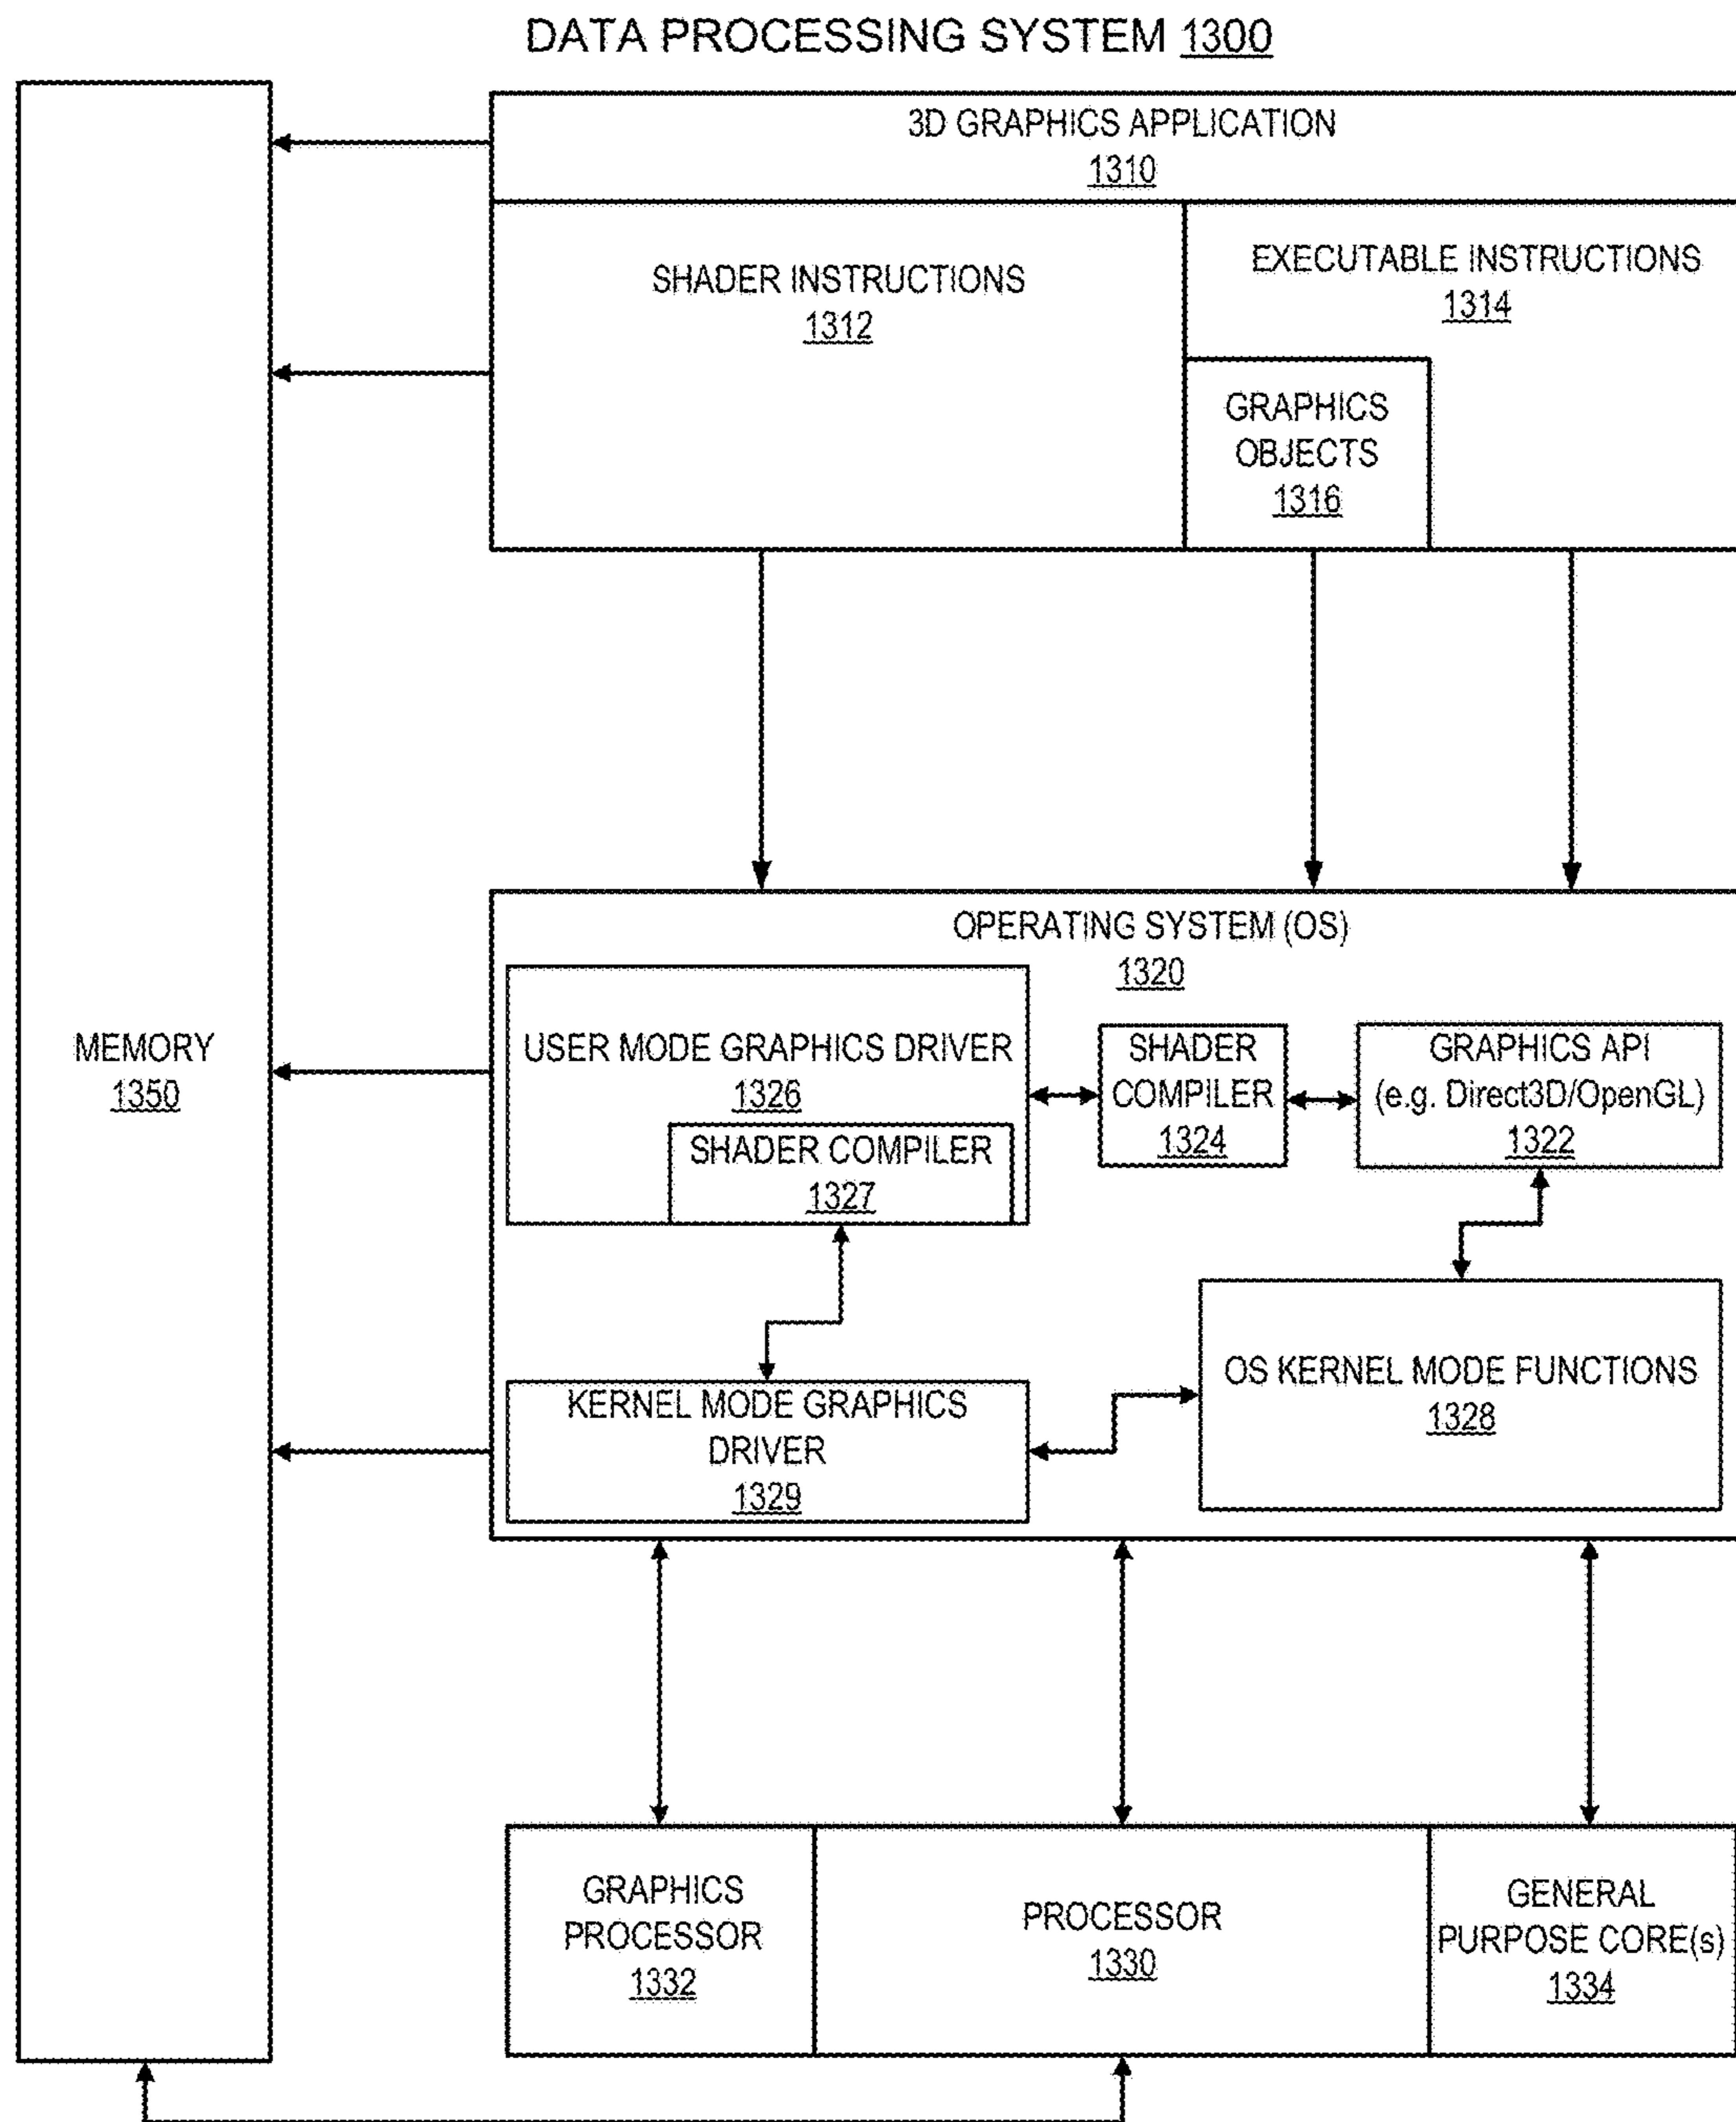 DATA PROCESSING SYSTEM 1300
3D GRAPHICS APPLICATION
1310
SHADER INSTRUCTIONS
1312
EXECUTABLE INSTRUCTIONS
1314
GRAPHICS
OBJECTS
1316
OPERATING SYSTEM (OS)
1320
USER MODE GRAPHICS DRIVER
1326
SHADER COMPILER
1327
SHADER
COMPILER
1324
GRAPHICS API
(e.g. Direct3D/OpenGL)
1322
MEMORY
1350
KERNEL MODE GRAPHICS
DRIVER
1329
OS KERNEL MODE FUNCTIONS
1328
GRAPHICS
PROCESSOR
1332
PROCESSOR
1330
GENERAL
PURPOSE CORE(s)
1334